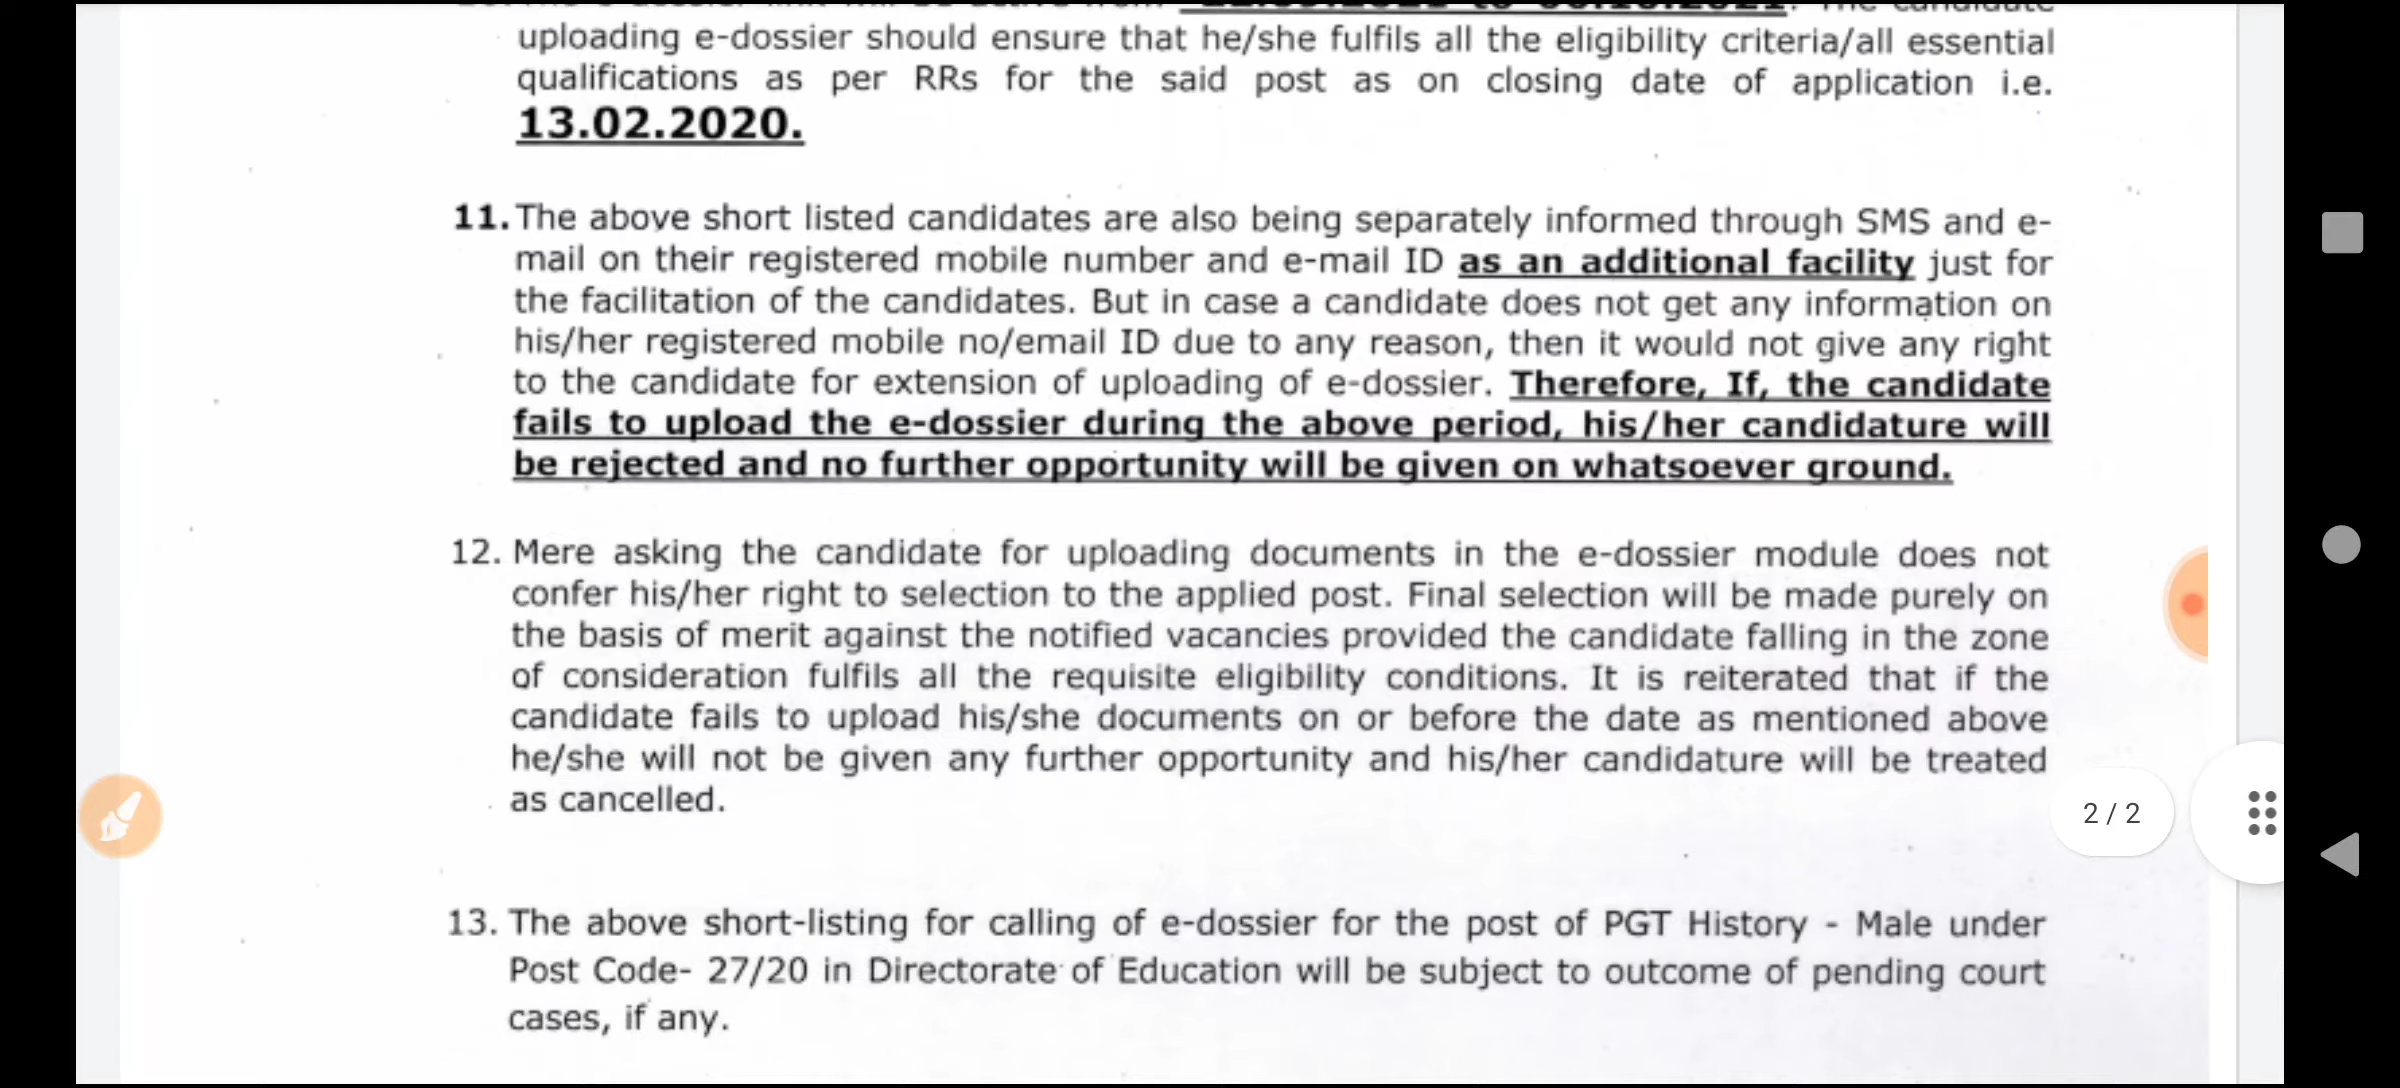 uploading e-dossier should ensure that he/she fulfils all the eligibility criteria/all essential
qualifications as per RRs for the said post as on closing date of application i.e.
13.02.2020.
11. The above short listed candidates are also being separately informed through SMS and e-
mail on their registered mobile number and e-mail ID as an additional facility just for
the facilitation of the candidates. But in case a candidate does not get any information on
his/her registered mobile no/email ID due to any reason, then it would not give any right
to the candidate for extension of uploading of e-dossier. Therefore, If, the candidate
fails to upload the e-dossier during the above period, his/her candidature will
be rejected and no further opportunity will be given on whatsoever ground.
12. Mere asking the candidate for uploading documents in the e-dossier module does not
confer his/her right to selection to the applied post. Final selection will be made purely on
the basis of merit against the notified vacancies provided the candidate falling in the zone
of consideration fulfils all the requisite eligibility conditions. It is reiterated that if the
candidate fails to upload his/she documents on or before the date as mentioned above
he/she will not be given any further opportunity and his/her candidature will be treated
as cancelled.
2 / 2
13. The above short-listing for calling of e-dossier for the post of PGT History - Male under
Post Code- 27/20 in Directorate of Education will be subject to outcome of pending court
cases, if any.